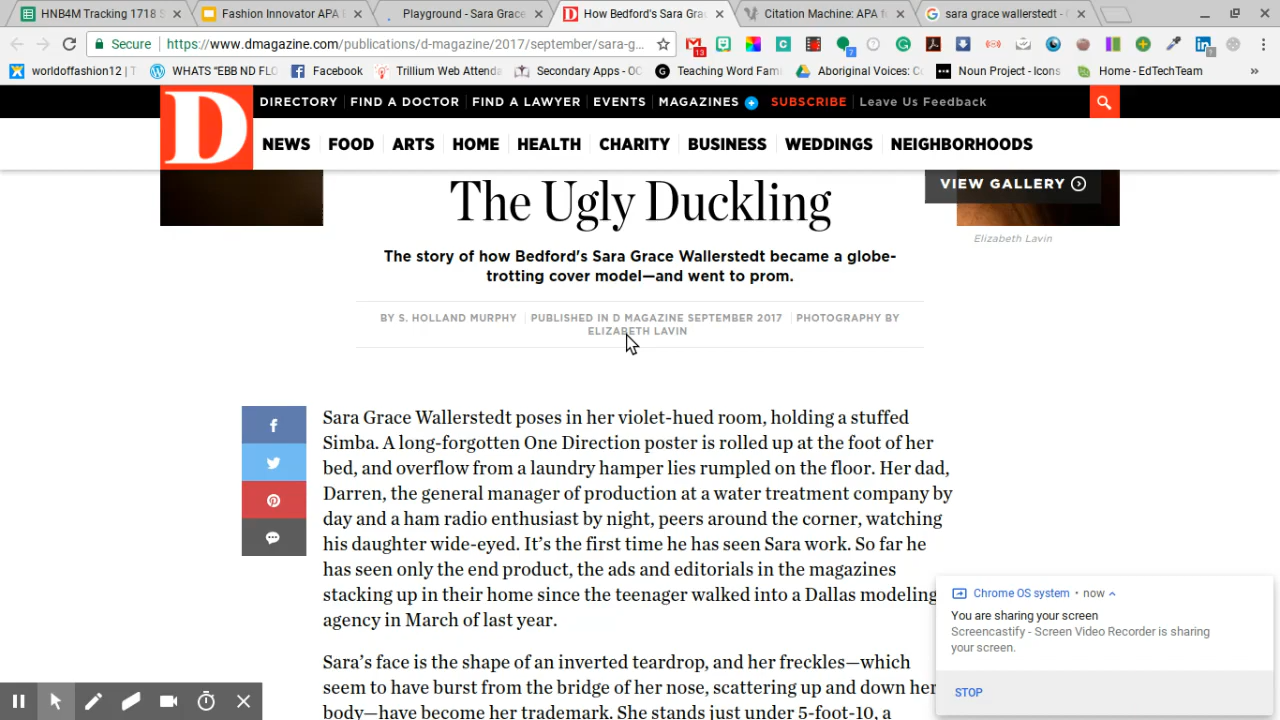 HNB4M Tracking 1718 S
Fashion Innovator APA E
Playground - Sara Grace
How Bedford's Sara Gra
Citation Machine: APA f
sara grace wallerstedt -
Secure
https://www.dmagazine.com/publications/d-magazine/2017/september/sara-g...
13
7
1
worldoffashion12 | T
WHATS "EBB ND FLO
Facebook
Trillium Web Attenda
Secondary Apps - OC
Teaching Word Fami
Aboriginal Voices: Cu
Noun Project - Icons
Home - EdTechTeam
»
D
DIRECTORY
FIND A DOCTOR
FIND A LAWYER
EVENTS
MAGAZINES
SUBSCRIBE
Leave Us Feedback
NEWS
FOOD
ARTS
HOME
HEALTH
CHARITY
BUSINESS
WEDDINGS
NEIGHBORHOODS
The Ugly Duckling
VIEW GALLERY
Elizabeth Lavin
The story of how Bedford's Sara Grace Wallerstedt became a globe-
trotting cover model—and went to prom.
BY S. HOLLAND MURPHY
PUBLISHED IN D MAGAZINE SEPTEMBER 2017
PHOTOGRAPHY BY
ELIZABETH LAVIN
Sara Grace Wallerstedt poses in her violet-hued room, holding a stuffed
Simba. A long-forgotten One Direction poster is rolled up at the foot of her
bed, and overflow from a laundry hamper lies rumpled on the floor. Her dad,
Darren, the general manager of production at a water treatment company by
day and a ham radio enthusiast by night, peers around the corner, watching
his daughter wide-eyed. It's the first time he has seen Sara work. So far he
has seen only the end product, the ads and editorials in the magazines
stacking up in their home since the teenager walked into a Dallas modeling
agency in March of last year.
Sara's face is the shape of an inverted teardrop, and her freckles—which
seem to have burst from the bridge of her nose, scattering up and down her
body—have become her trademark. She stands just under 5-foot-10, a
Chrome OS system • now
You are sharing your screen
Screencastify - Screen Video Recorder is sharing
your screen.
STOP